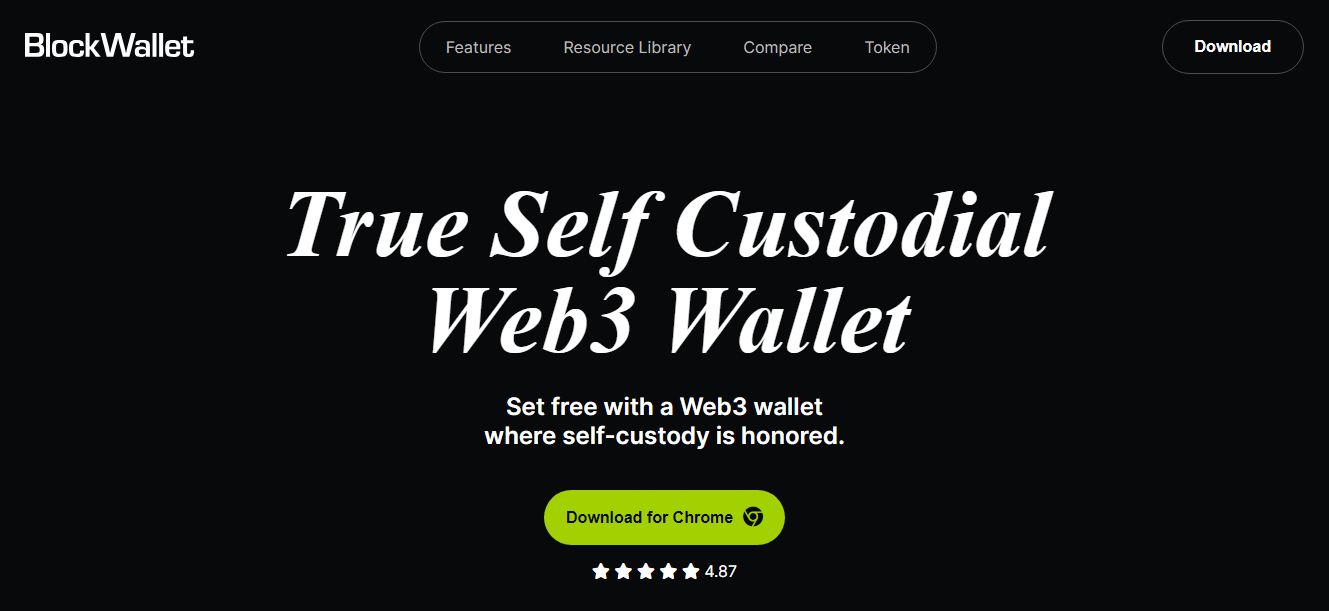 BlockWallet
Features
Resource Library
Compare
Token
Download
True Self Custodial
Web3 Wallet
Set free with a Web3 wallet
where self-custody is honored.
Download for Chrome
4.87